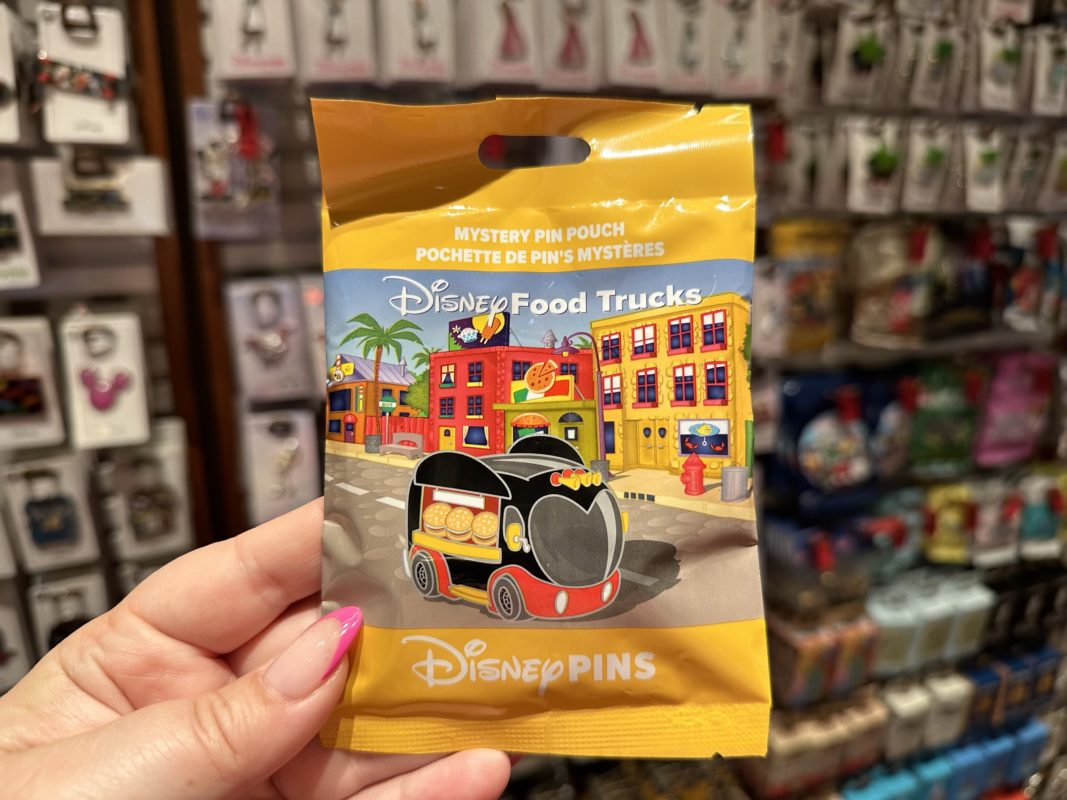 MYSTERY PIN POUCH
POCHETTE DE PIN'S MYSTÈRES
Disney Food Trucks
Disney PINS